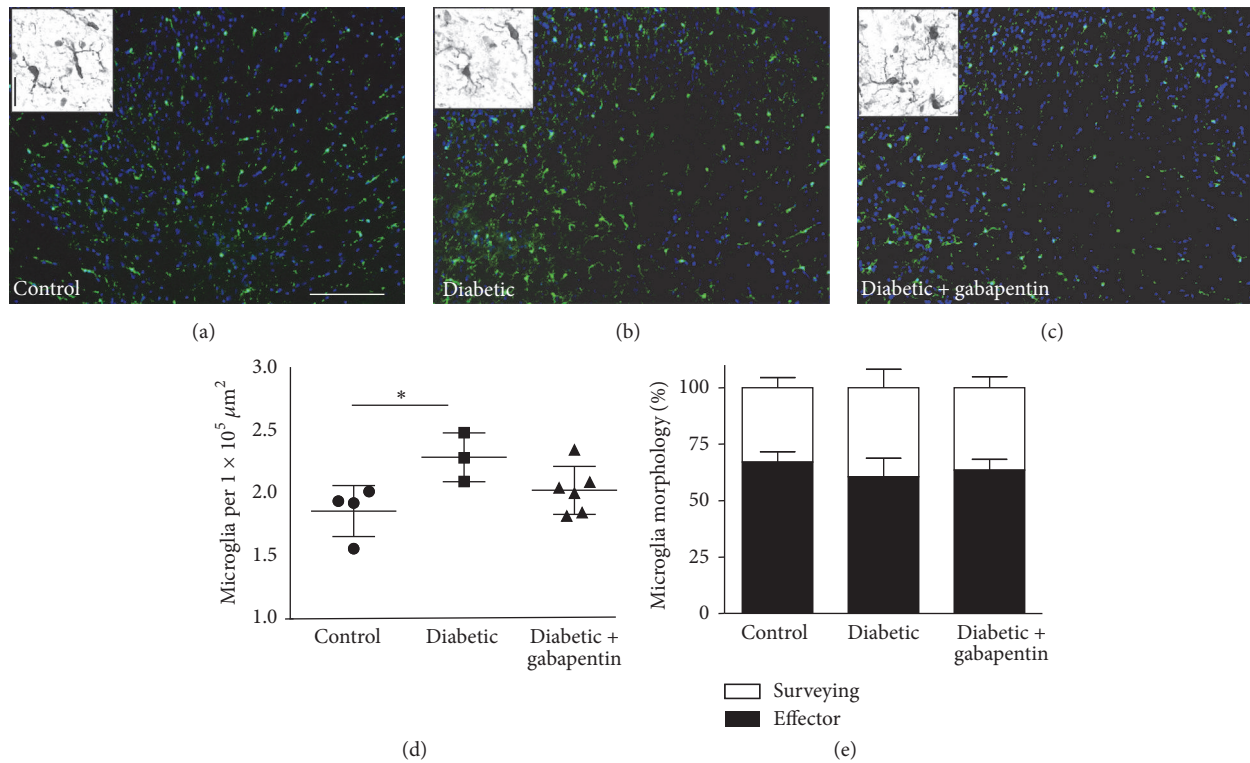 Control
Diabetic
Diabetic + gabapentin
(a)
(b)
(c)
Microglia per 1 × 10⁵ μm²
3.0
2.5
2.0
1.5
1.0
*
Control
Diabetic
Diabetic +
gabapentin
(d)
Microglia morphology (%)
100
75
50
25
0
Control
Diabetic
Diabetic +
gabapentin
Surveying
Effector
(e)